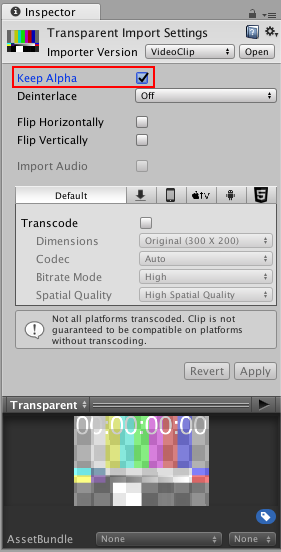 Inspector
Transparent Import Settings
Importer Version VideoClip Open
Keep Alpha
Deinterlace Off
Flip Horizontally
Flip Vertically
Import Audio
Default tv 5
Transcode
Dimensions Original (300 X 200)
Codec Auto
Bitrate Mode High
Spatial Quality High Spatial Quality
Not all platforms transcoded. Clip is not
guaranteed to be compatible on platforms
without transcoding.
Revert Apply
Transparent
00:00:00:00
AssetBundle None None